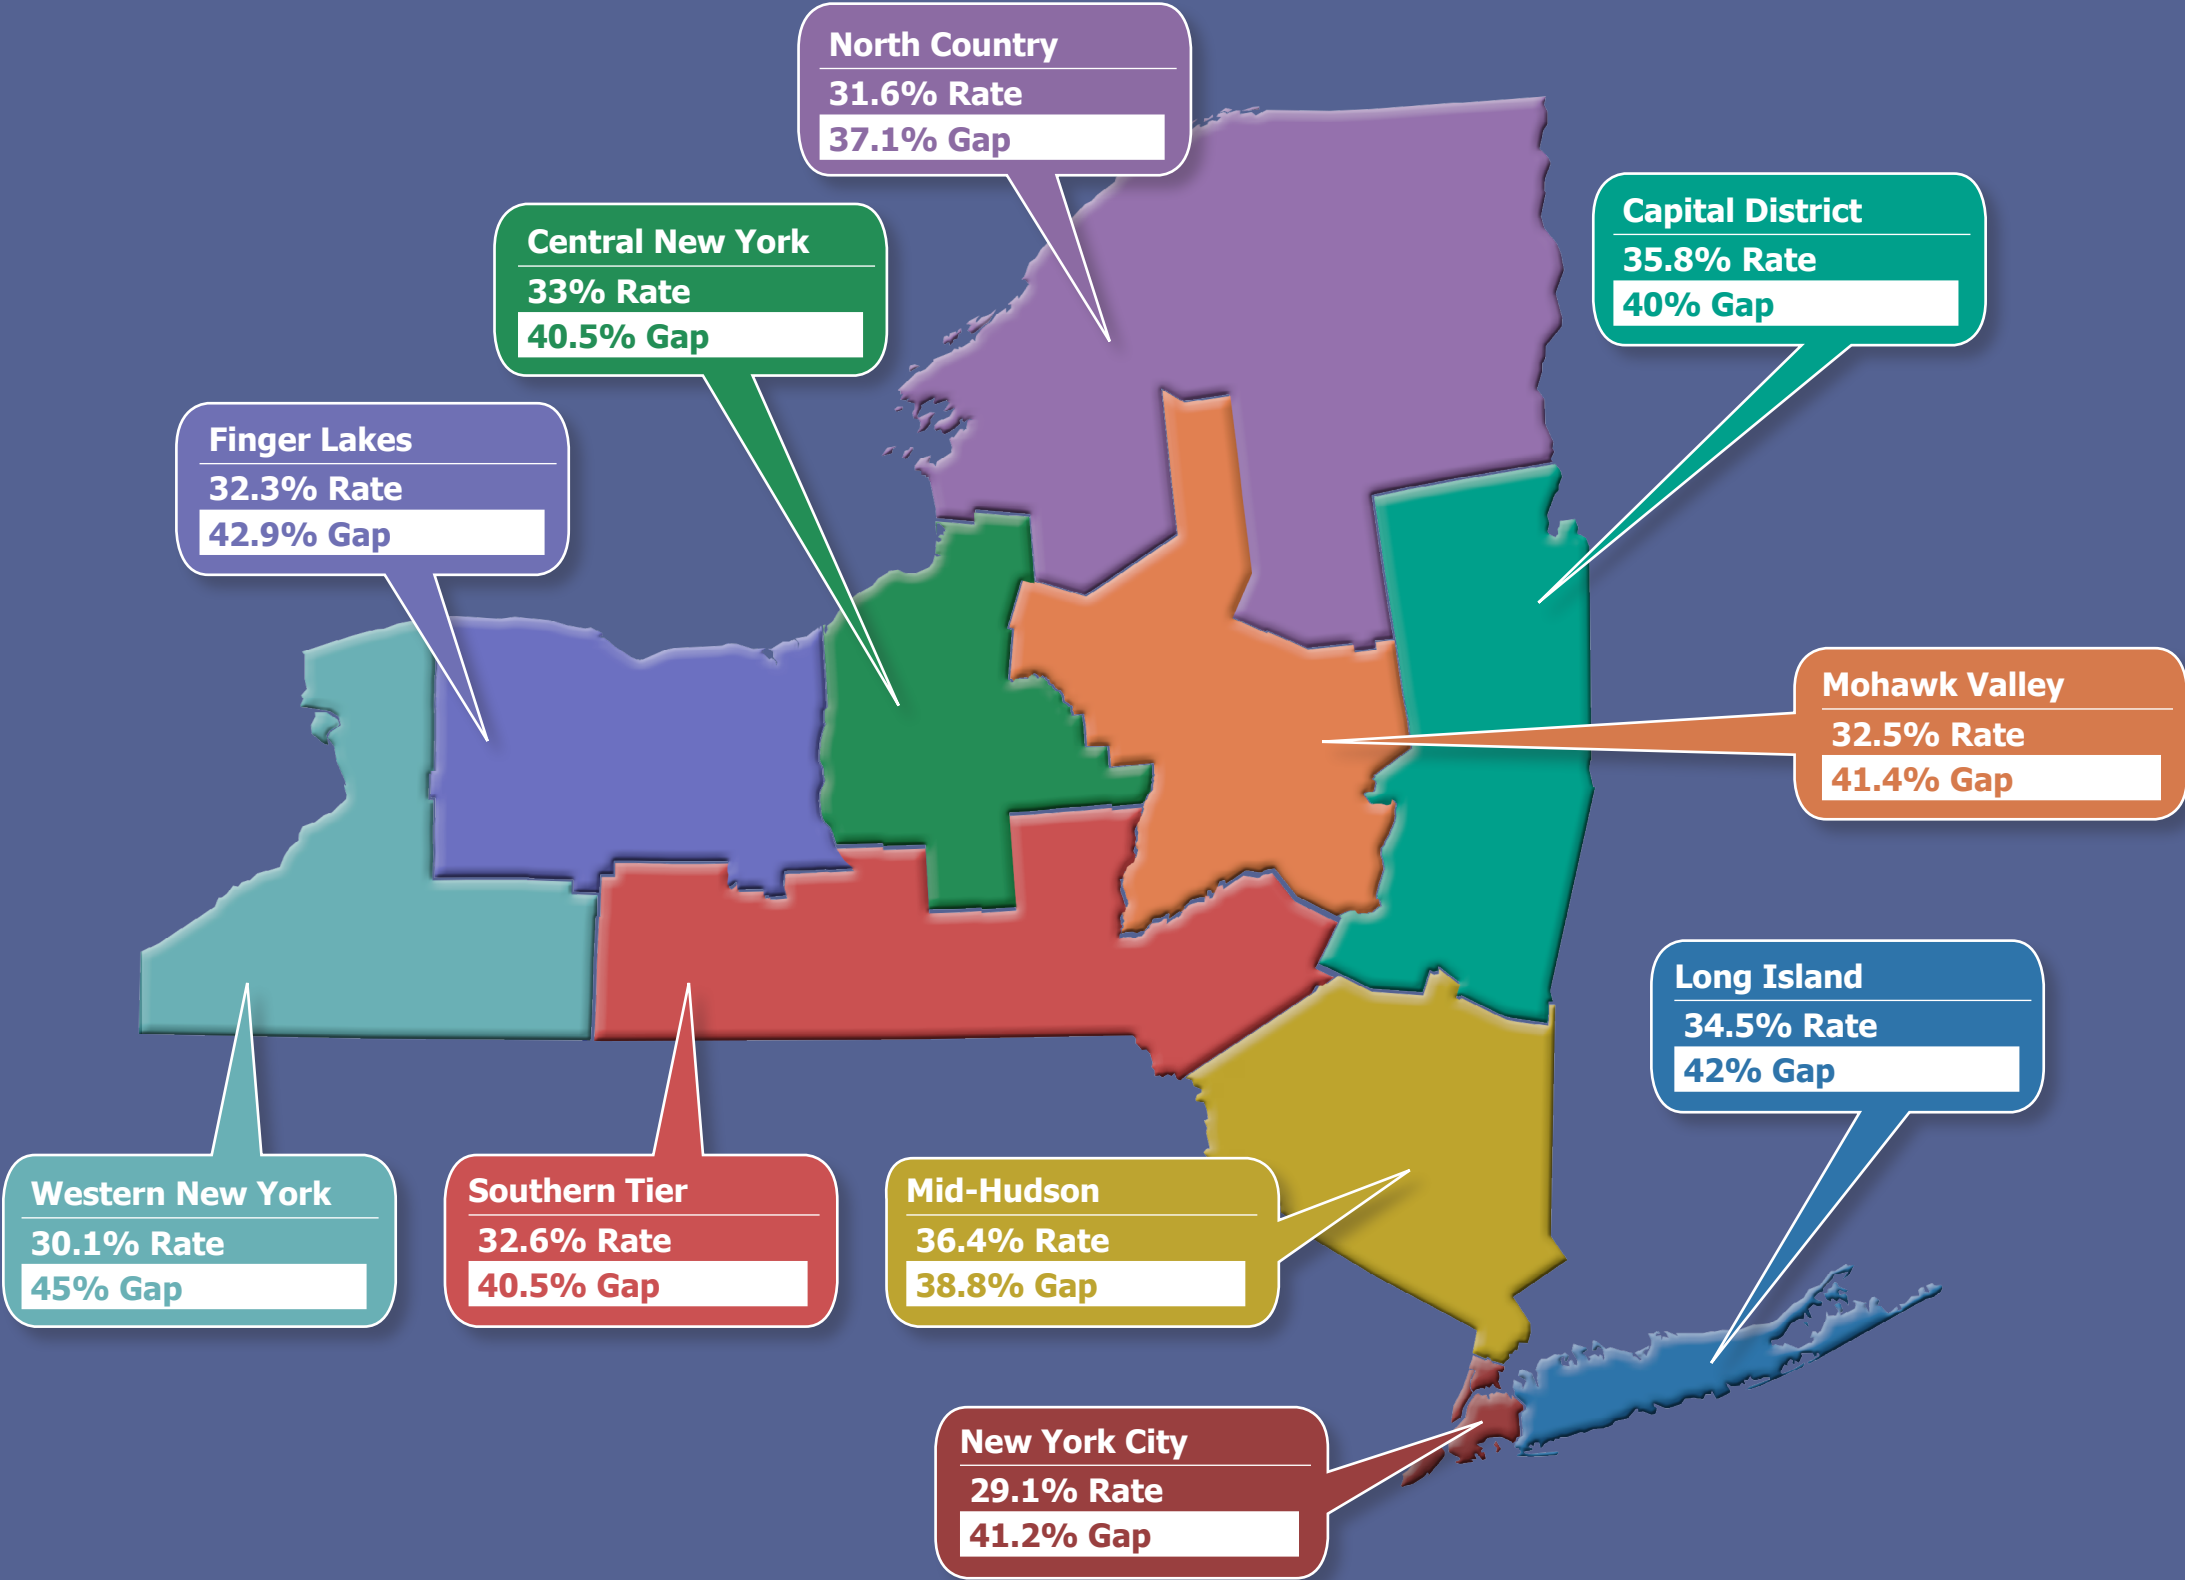 North Country
31.6% Rate
37.1% Gap
Capital District
35.8% Rate
40% Gap
Central New York
33% Rate
40.5% Gap
Finger Lakes
32.3% Rate
42.9% Gap
Mohawk Valley
32.5% Rate
41.4% Gap
Long Island
34.5% Rate
42% Gap
Western New York
30.1% Rate
45% Gap
Southern Tier
32.6% Rate
40.5% Gap
Mid-Hudson
36.4% Rate
38.8% Gap
New York City
29.1% Rate
41.2% Gap